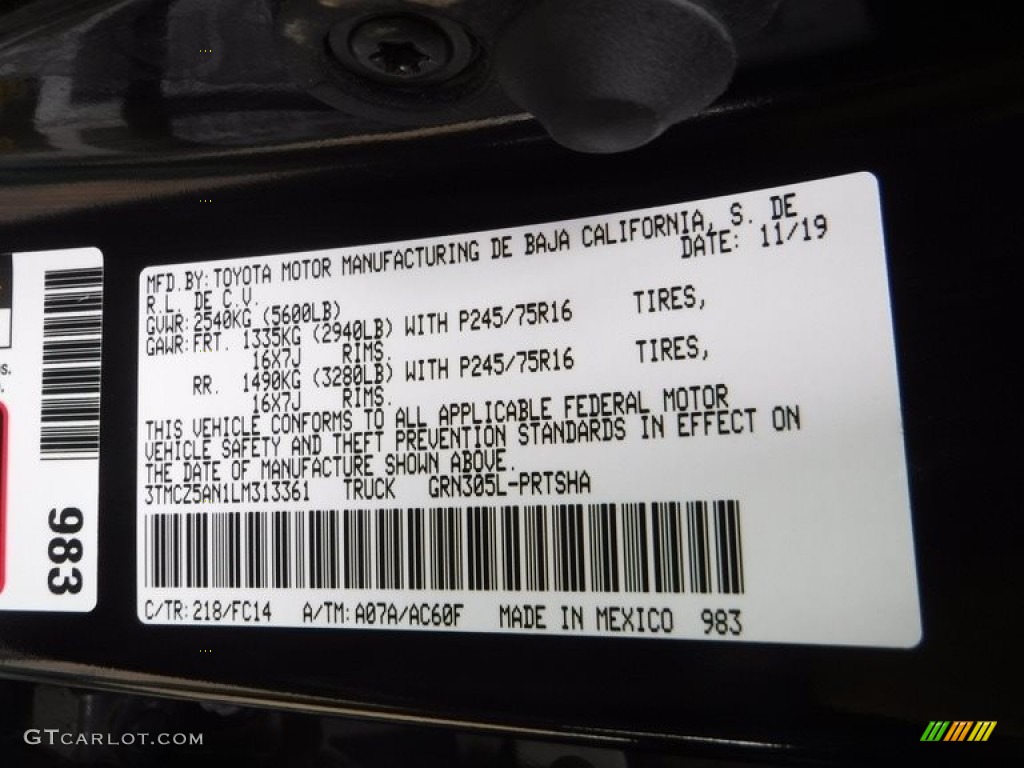 MFD.BY: TOYOTA MOTOR MANUFACTURING DE BAJA CALIFORNIA, S. DE
R.L. DE C.V. DATE: 11/19
GVWR: 2540KG (5600LB)
GAWR: FRT. 1335KG (2940LB) WITH P245/75R16 TIRES,
16X7J RIMS.
RR. 1490KG (3280LB) WITH P245/75R16 TIRES,
16X7J RIMS.
THIS VEHICLE CONFORMS TO ALL APPLICABLE FEDERAL MOTOR
VEHICLE SAFETY AND THEFT PREVENTION STANDARDS IN EFFECT ON
THE DATE OF MANUFACTURE SHOWN ABOVE.
3TMCZ5AN1LM313361 TRUCK GRN305L-PRTSHA
C/TR: 218/FC14 A/TM: A07A/AC60F MADE IN MEXICO 983
983
GTCARLOT.COM